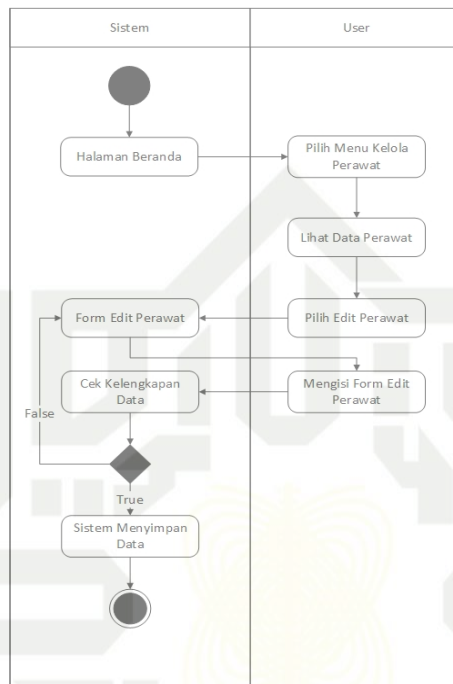 Sistem
User
Halaman Beranda
Pilih Menu Kelola
Perawat
Lihat Data Perawat
Form Edit Perawat
Pilih Edit Perawat
Cek Kelengkapan
Data
Mengisi Form Edit
Perawat
False
True
Sistem Menyimpan
Data